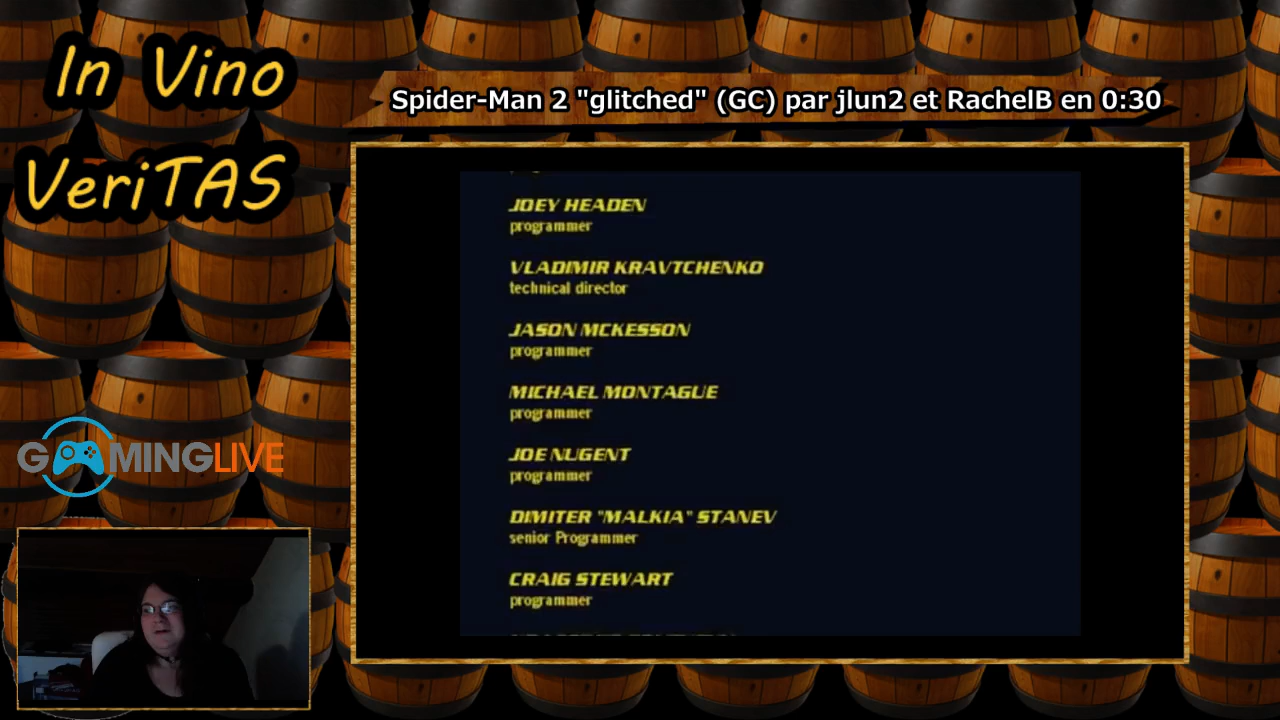 In Vino
VeriTAS
Spider-Man 2 "glitched" (GC) par jlun2 et RachelB en 0:30
JOEY HEADEN
programmer
VLADIMIR KRAVTCHENKO
technical director
JASON MCKESSON
programmer
MICHAEL MONTAGUE
programmer
JOE NUGENT
programmer
DIMITER "MALKIA" STANEV
senior Programmer
CRAIG STEWART
programmer
GAMINGLIVE